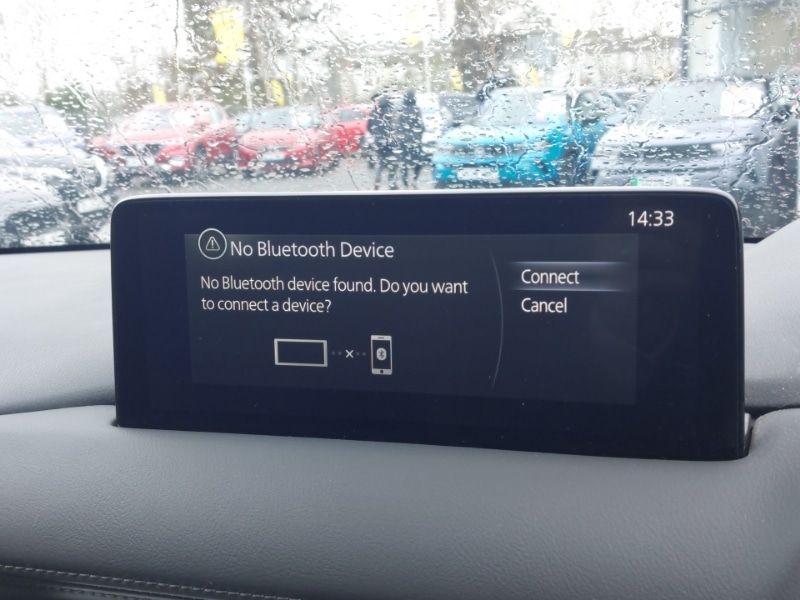 14:33
No Bluetooth Device
No Bluetooth device found. Do you want
to connect a device?
Connect
Cancel